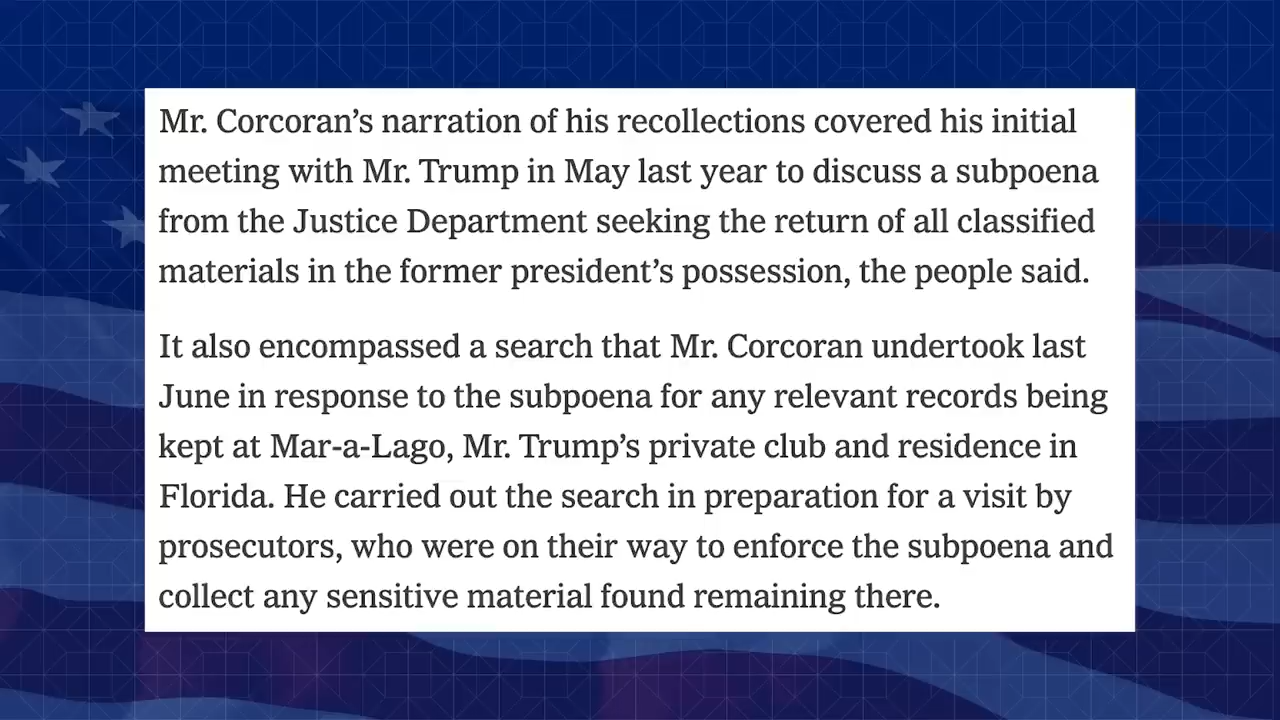 Mr. Corcoran’s narration of his recollections covered his initial
meeting with Mr. Trump in May last year to discuss a subpoena
from the Justice Department seeking the return of all classified
materials in the former president’s possession, the people said.
It also encompassed a search that Mr. Corcoran undertook last
June in response to the subpoena for any relevant records being
kept at Mar-a-Lago, Mr. Trump’s private club and residence in
Florida. He carried out the search in preparation for a visit by
prosecutors, who were on their way to enforce the subpoena and
collect any sensitive material found remaining there.